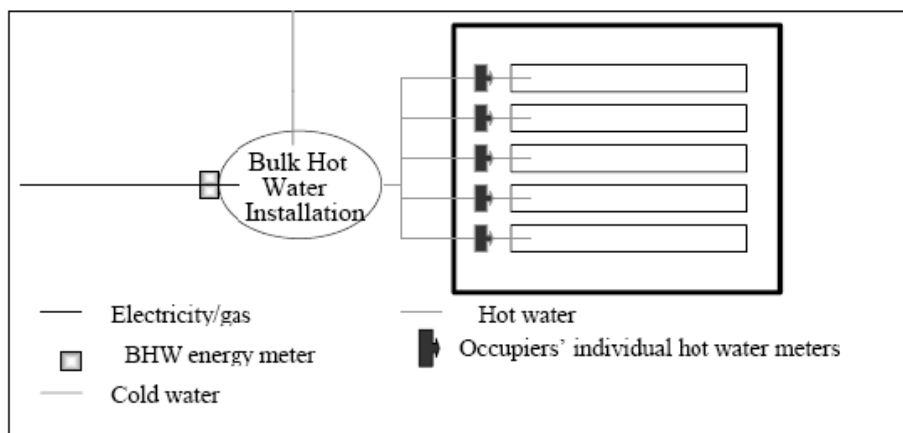 Bulk Hot
Water
Installation
Electricity/gas
Hot water
BHW energy meter
Occupiers' individual hot water meters
Cold water